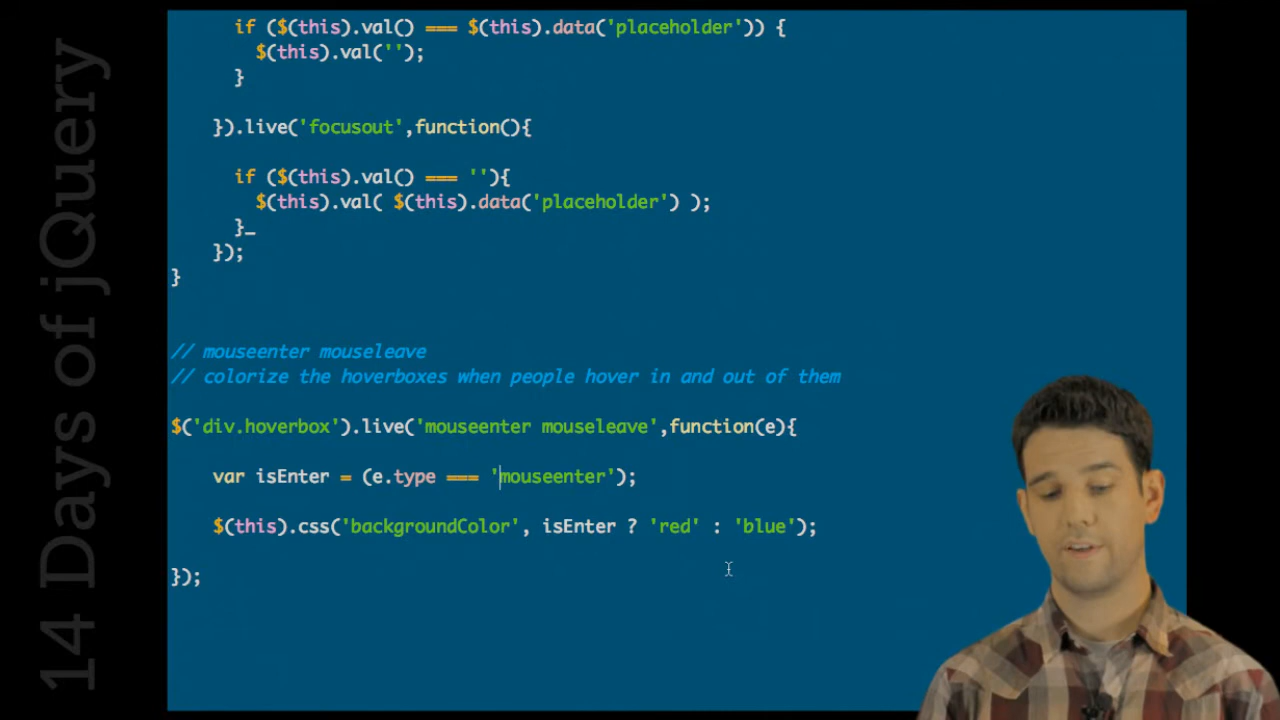 14 Days of jQuery
if ($(this).val() === $(this).data('placeholder')) {
$(this).val('');
}
}).live('focusout',function(){
if ($(this).val() === ''){
$(this).val( $(this).data('placeholder') );
}_
});
}
// mouseenter mouseleave
// colorize the hoverboxes when people hover in and out of them
$('div.hoverbox').live('mouseenter mouseleave',function(e){
var isEnter = (e.type === 'mouseenter');
$(this).css('backgroundColor', isEnter ? 'red' : 'blue');
});